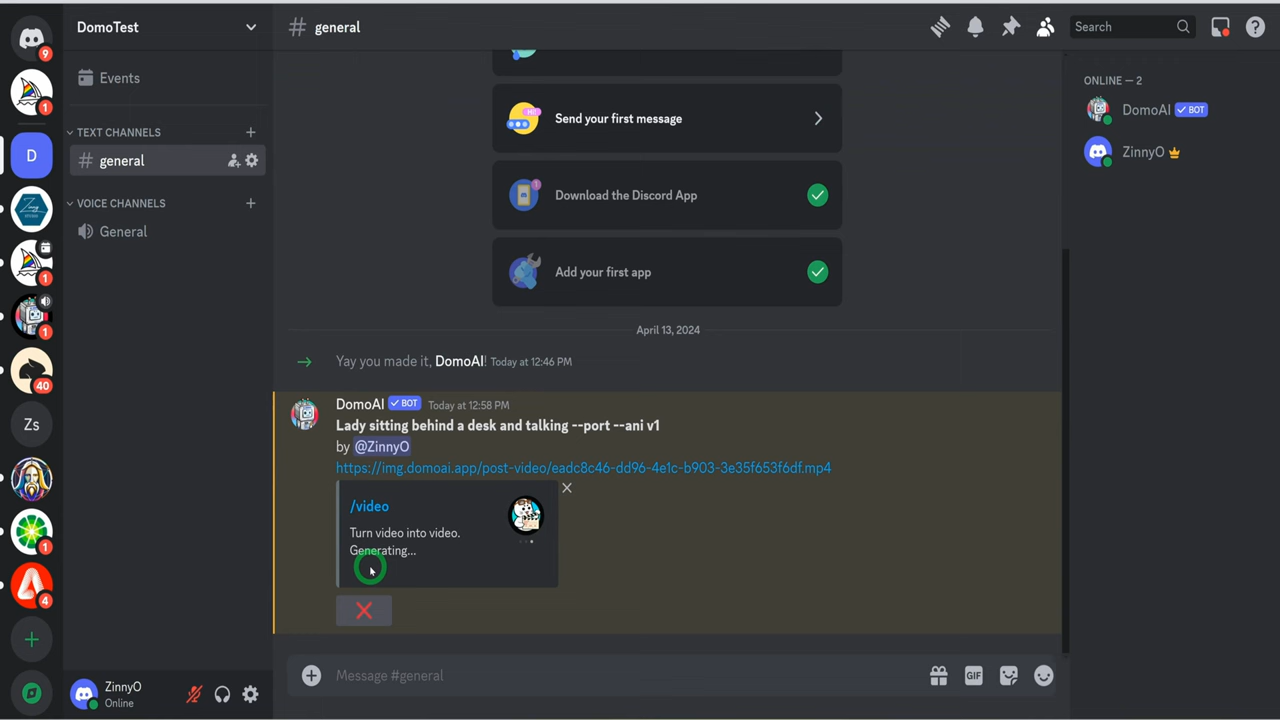 DomoTest
# general
Search
9
Events
1
TEXT CHANNELS
D
# general
VOICE CHANNELS
General
1
1
40
Zs
1
4
Send your first message
Download the Discord App
Add your first app
April 13, 2024
Yay you made it, DomoAI! Today at 12:46 PM
DomoAI BOT Today at 12:58 PM
Lady sitting behind a desk and talking --port --ani v1
by @ZinnyO
https://img.domoai.app/post-video/eadc8c46-dd96-4e1c-b903-3e35f653f6df.mp4
/video
Turn video into video.
Generating...
Message #general
GIF
ZinnyO
Online
ONLINE — 2
DomoAI BOT
ZinnyO